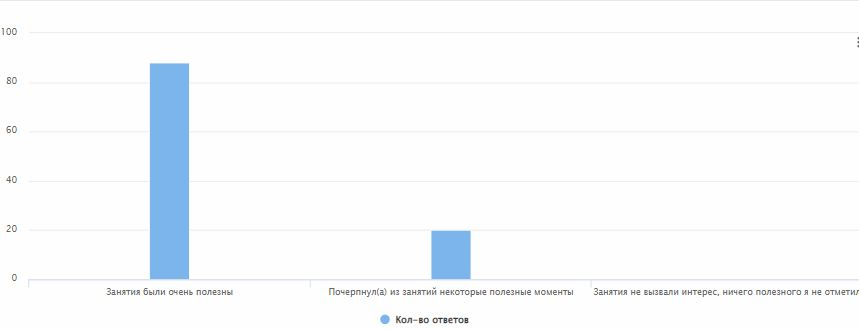 100
80
60
40
20
0
Занятия были очень полезны
Почерпнул(а) из занятий некоторые полезные моменты
Занятия не вызвали интерес, ничего полезного я не отметил
Кол-во ответов